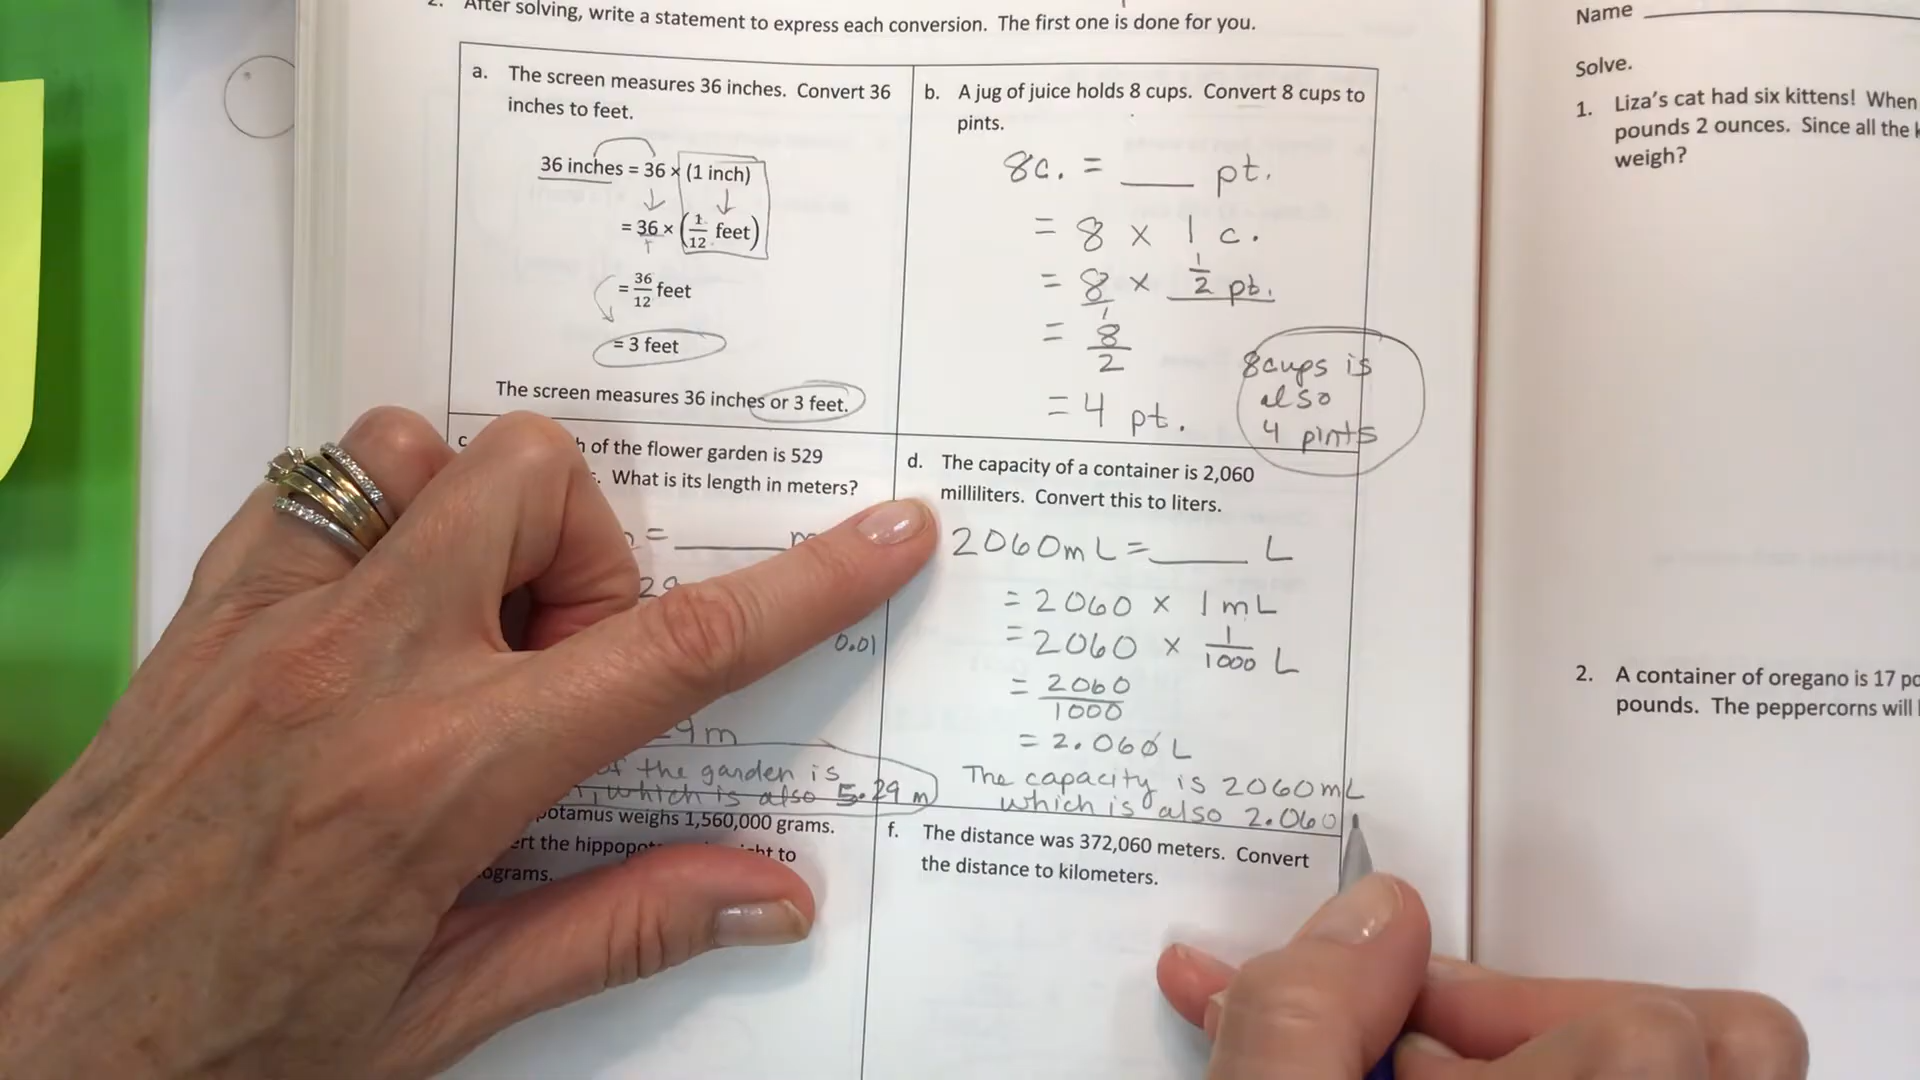 2. After solving, write a statement to express each conversion. The first one is done for you.
a. The screen measures 36 inches. Convert 36
inches to feet.
36 inches = 36 × (1 inch)
= 36 × (1/12 feet)
= 36/12 feet
= 3 feet
The screen measures 36 inches or 3 feet.
b. A jug of juice holds 8 cups. Convert 8 cups to
pints.
8c. = ___ pt.
= 8 × 1 c.
= 8 × 1/2 pt.
= 8/2
= 4 pt.
8cups is
also
4 pints
c.
of the flower garden is 529
. What is its length in meters?
= ___
29
0.01
9m
of the garden is
, which is also 5.29 m
d. The capacity of a container is 2,060
milliliters. Convert this to liters.
2060mL = ___ L
= 2060 × 1mL
= 2060 × 1/1000 L
= 2060/1000
= 2.060 L
The capacity is 2060mL
which is also 2.060
weighs 1,560,000 grams.
the
to
f. The distance was 372,060 meters. Convert
the distance to kilometers.
Name ___
Solve.
1. Liza's cat had six kittens! When
pounds 2 ounces. Since all the
weigh?
2. A container of oregano is 17
pounds. The peppercorns will